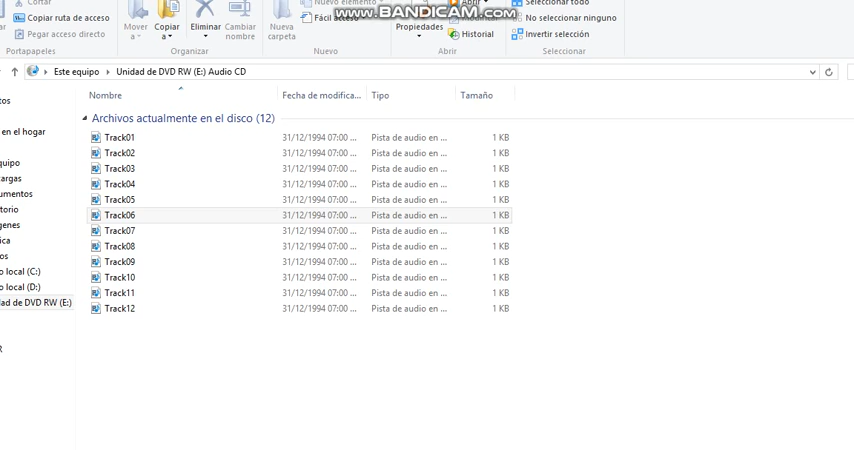 www.BANDICAM.com
Cortar
Copiar ruta de acceso
Pegar acceso directo
Portapapeles
Mover
a
Copiar
a
Eliminar
Cambiar
nombre
Organizar
Nueva
carpeta
Nuevo elemento
Fácil acceso
Nuevo
Propiedades
Abrir
Modificar
Historial
Abrir
Seleccionar todo
No seleccionar ninguno
Invertir selección
Seleccionar
Este equipo Unidad de DVD RW (E:) Audio CD
Nombre Fecha de modifica... Tipo Tamaño
Archivos actualmente en el disco (12)
Track01 31/12/1994 07:00 ... Pista de audio en ... 1 KB
Track02 31/12/1994 07:00 ... Pista de audio en ... 1 KB
Track03 31/12/1994 07:00 ... Pista de audio en ... 1 KB
Track04 31/12/1994 07:00 ... Pista de audio en ... 1 KB
Track05 31/12/1994 07:00 ... Pista de audio en ... 1 KB
Track06 31/12/1994 07:00 ... Pista de audio en ... 1 KB
Track07 31/12/1994 07:00 ... Pista de audio en ... 1 KB
Track08 31/12/1994 07:00 ... Pista de audio en ... 1 KB
Track09 31/12/1994 07:00 ... Pista de audio en ... 1 KB
Track10 31/12/1994 07:00 ... Pista de audio en ... 1 KB
Track11 31/12/1994 07:00 ... Pista de audio en ... 1 KB
Track12 31/12/1994 07:00 ... Pista de audio en ... 1 KB
tos
en el hogar
quipo
cargas
umentos
torio
genes
ica
os
o local (C:)
o local (D:)
dad de DVD RW (E:)
R